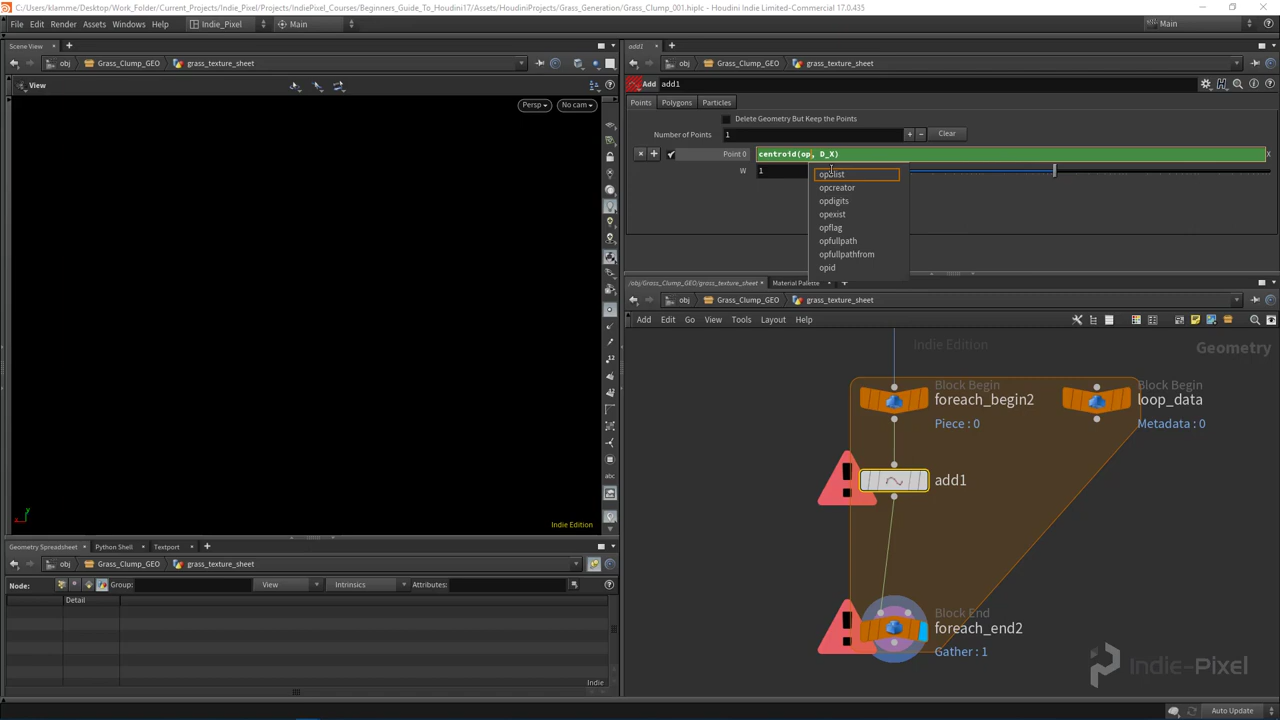 C:/Users/klamme/Desktop/Work_Folder/Current_Projects/Projects/IndiePixel_Courses/Beginners_Guide_To_Houdini17/Assets/HoudiniProjects/Grass_Generation/Grass_Clump_001.hiplc - Houdini Indie Limited-Commercial 17.0.435
File Edit Render Assets Windows Help Indie_Pixel Main Main
Scene View
obj Grass_Clump_GEO grass_texture_sheet
View
Persp No cam
abc
y
z
Indie Edition
Geometry Spreadsheet Python Shell Textport
obj Grass_Clump_GEO grass_texture_sheet
Node: Group: View Intrinsics Attributes:
Detail
Indie
add1
obj Grass_Clump_GEO grass_texture_sheet
Add add1
Points Polygons Particles
Delete Geometry But Keep the Points
Number of Points 1 Clear
Point 0 centroid(op, D_X)
W 1
opcreator
opdigits
opexist
opflag
opfullpath
opfullpathfrom
opid
/obj/Grass_Clump_GEO/grass_texture_sheet Material Palette
obj Grass_Clump_GEO grass_texture_sheet
Add Edit Go View Tools Layout Help
Indie Edition Geometry
Block Begin
foreach_begin2
Piece : 0
Block Begin
loop_data
Metadata : 0
add1
Block End
foreach_end2
Gather : 1
Indie-Pixel
Auto Update